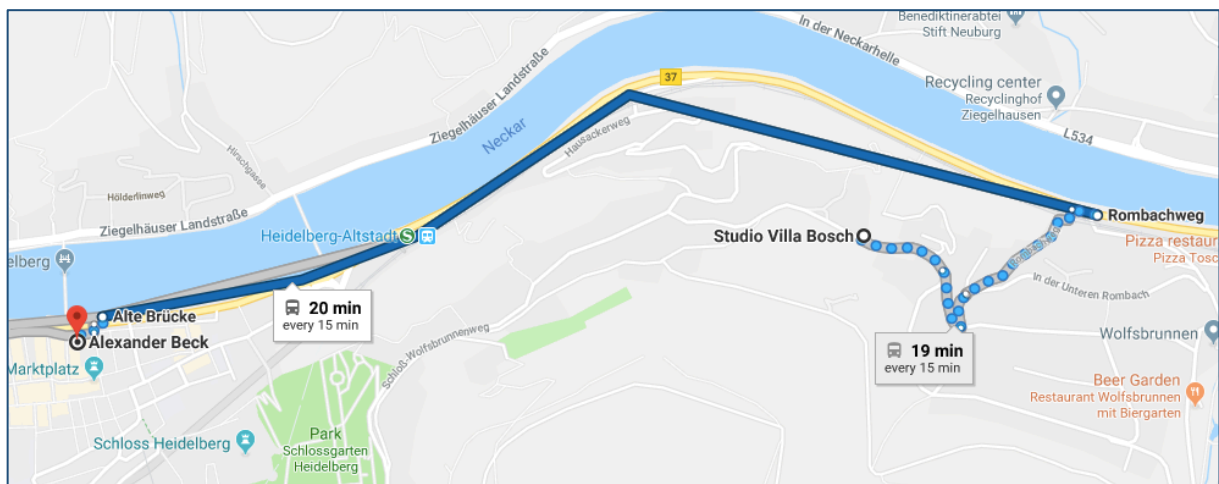 Benediktinerabtei
Stift Neuburg
In der Neckarhelle
37
Recycling center
Recyclinghof
Ziegelhausen
L534
Ziegelhäuser Landstraße
Neckar
Hausackerweg
Hirschgasse
Hölderlinweg
Ziegelhäuser Landstraße
Heidelberg-Altstadt
S
Studio Villa Bosch
Rombachweg
Pizza restaur
Pizza Tosc
In der Unteren Rombach
elberg
20 min
every 15 min
Alte Brücke
Alexander Beck
Marktplatz
Schloß-Wolfsbrunnenweg
19 min
every 15 min
Wolfsbrunnen
Beer Garden
Restaurant Wolfsbrunnen
mit Biergarten
Schloss Heidelberg
Park
Schlossgarten
Heidelberg